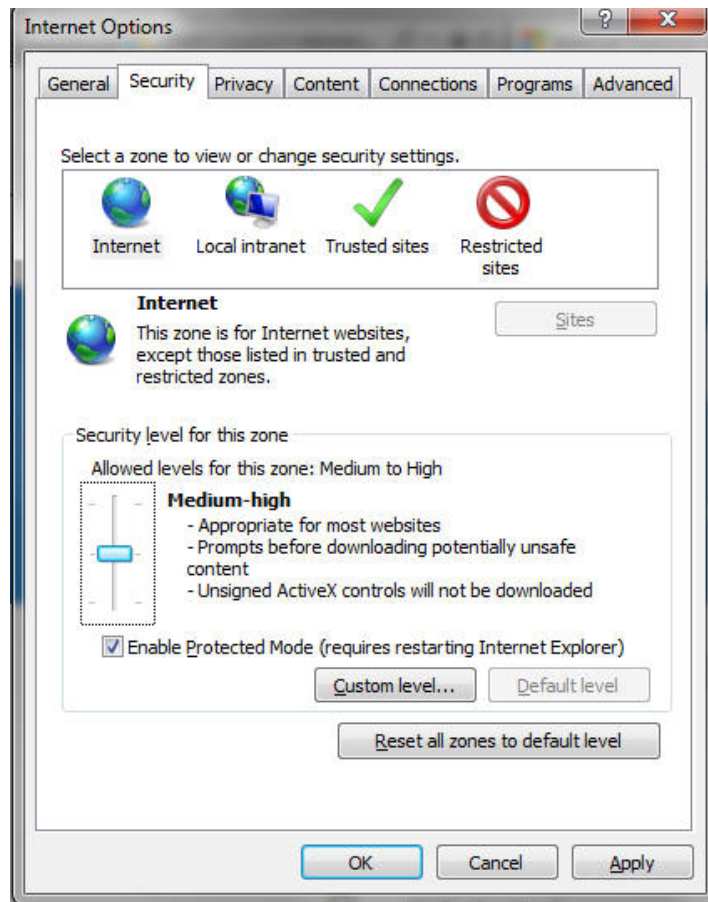 Internet Options
General Security Privacy Content Connections Programs Advanced
Select a zone to view or change security settings.
Internet Local intranet Trusted sites Restricted
sites
Internet
This zone is for Internet websites,
except those listed in trusted and
restricted zones.
Sites
Security level for this zone
Allowed levels for this zone: Medium to High
Medium-high
- Appropriate for most websites
- Prompts before downloading potentially unsafe
content
- Unsigned ActiveX controls will not be downloaded
Enable Protected Mode (requires restarting Internet Explorer)
Custom level... Default level
Reset all zones to default level
OK Cancel Apply